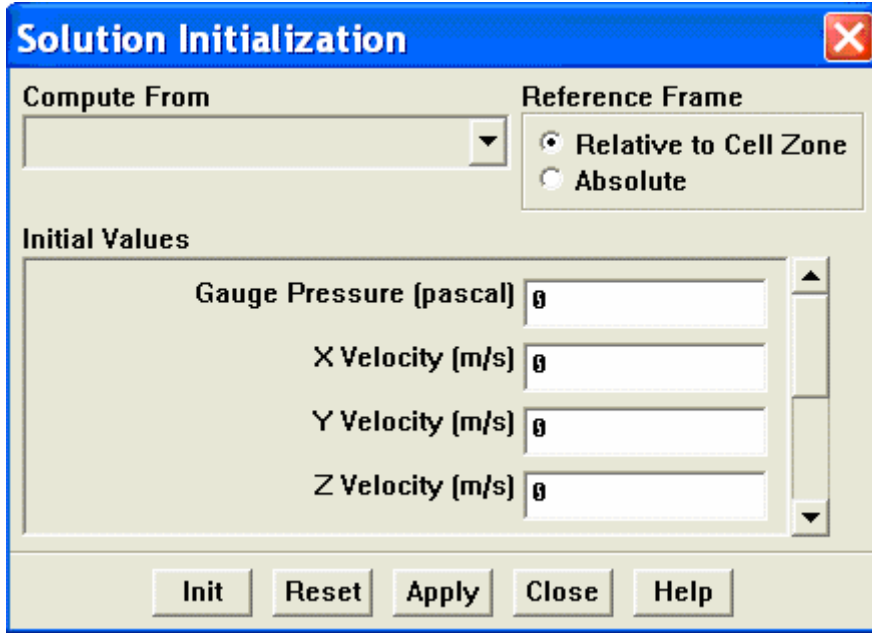 Solution Initialization
Compute From
Reference Frame
Relative to Cell Zone
Absolute
Initial Values
Gauge Pressure (pascal) 0
X Velocity (m/s) 0
Y Velocity (m/s) 0
Z Velocity (m/s) 0
Init Reset Apply Close Help